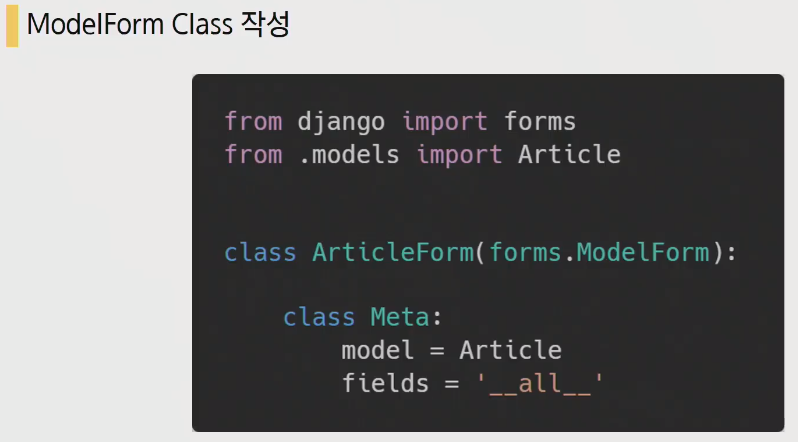 ModelForm Class 작성
from django import forms
from .models import Article
class ArticleForm(forms.ModelForm):
    class Meta:
        model = Article
        fields = '__all__'